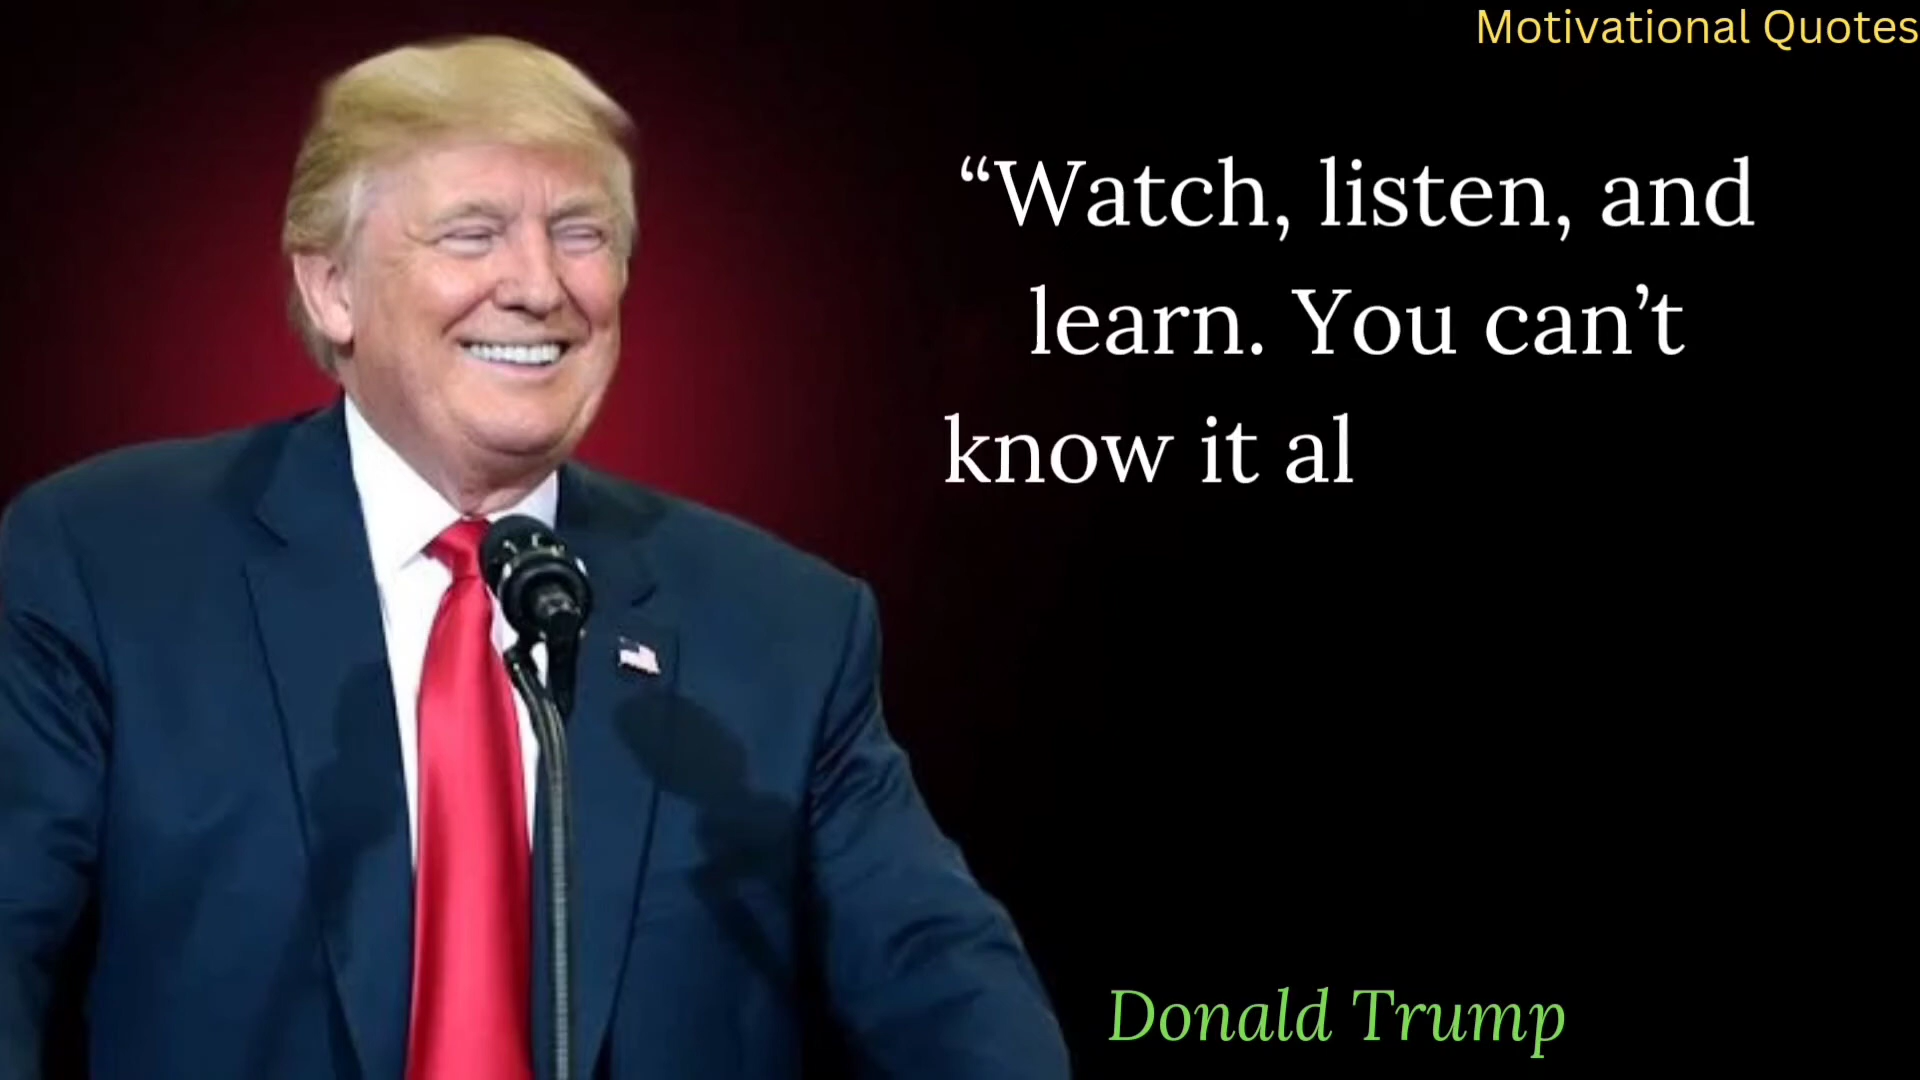 Motivational Quotes
“Watch, listen, and
learn. You can’t
know it al
Donald Trump